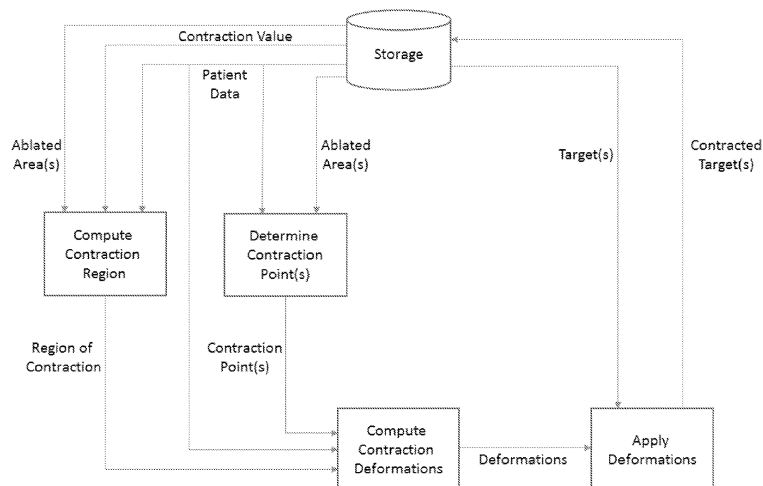 Contraction Value
Storage
Patient
Data
Ablated
Area(s)
Ablated
Area(s)
Target(s)
Contracted
Target(s)
Compute
Contraction
Region
Determine
Contraction
Point(s)
Region of
Contraction
Contraction
Point(s)
Compute
Contraction
Deformations
Deformations
Apply
Deformations